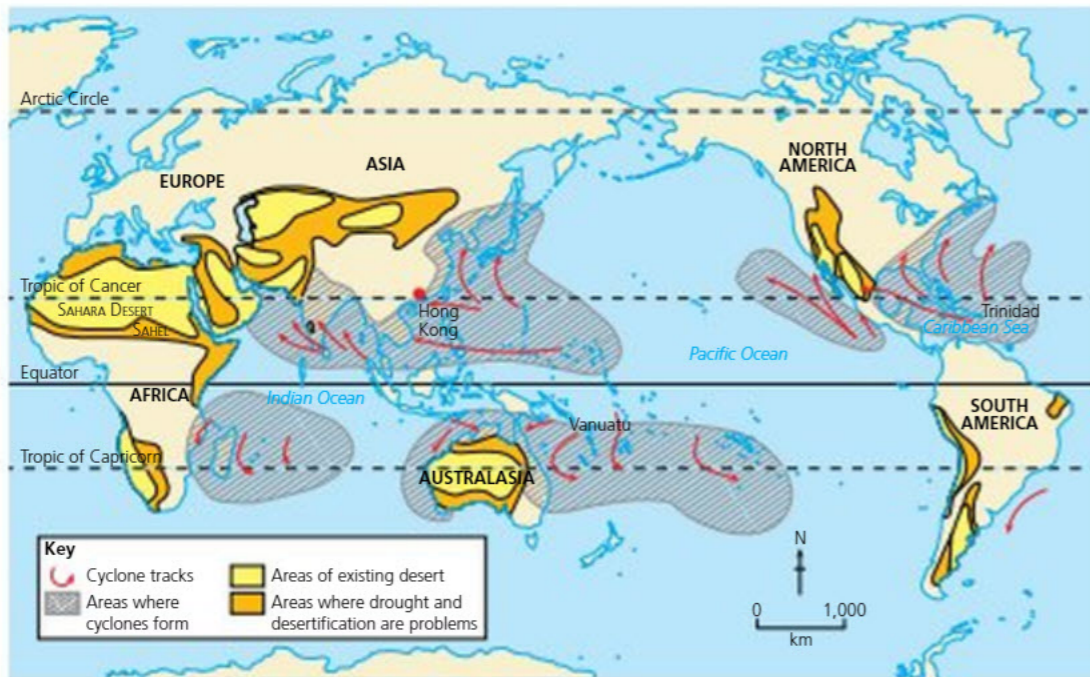 Arctic Circle
EUROPE
ASIA
NORTH
AMERICA
Tropic of Cancer
SAHARA DESERT
SAHEL
Hong
Kong
Trinidad
Caribbean Sea
Pacific Ocean
Equator
AFRICA
Indian Ocean
SOUTH
AMERICA
Vanuatu
Tropic of Capricorn
AUSTRALASIA
Key
Cyclone tracks
Areas of existing desert
Areas where
cyclones form
Areas where drought and
desertification are problems
N
0 1,000
km